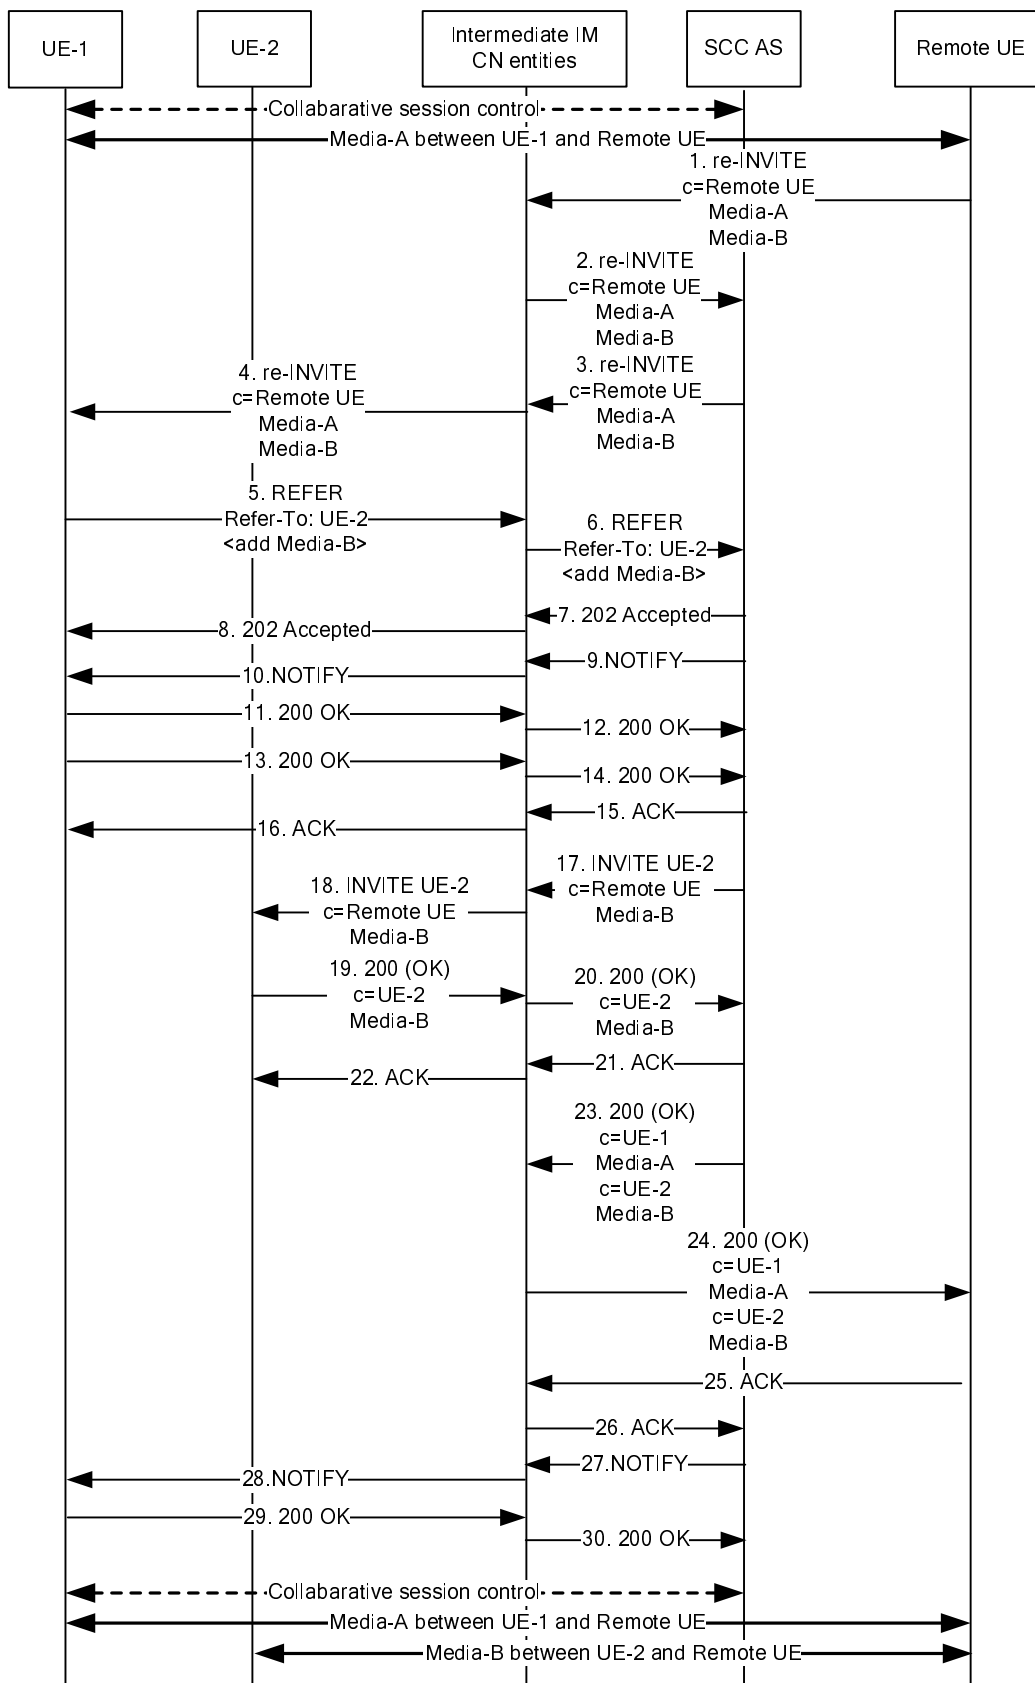 UE-1
UE-2
Intermediate IM
CN entities
SCC AS
Remote UE
Collabarative session control
Media-A between UE-1 and Remote UE
1. re-INVITE
c=Remote UE
Media-A
Media-B
2. re-INVITE
c=Remote UE
Media-A
Media-B
3. re-INVITE
c=Remote UE
Media-A
Media-B
4. re-INVITE
c=Remote UE
Media-A
Media-B
5. REFER
Refer-To: UE-2
<add Media-B>
6. REFER
Refer-To: UE-2
<add Media-B>
7. 202 Accepted
8. 202 Accepted
9.NOTIFY
10.NOTIFY
11. 200 OK
12. 200 OK
13. 200 OK
14. 200 OK
15. ACK
16. ACK
17. INVITE UE-2
c=Remote UE
Media-B
18. INVITE UE-2
c=Remote UE
Media-B
19. 200 (OK)
c=UE-2
Media-B
20. 200 (OK)
c=UE-2
Media-B
21. ACK
22. ACK
23. 200 (OK)
c=UE-1
Media-A
c=UE-2
Media-B
24. 200 (OK)
c=UE-1
Media-A
c=UE-2
Media-B
25. ACK
26. ACK
27.NOTIFY
28.NOTIFY
29. 200 OK
30. 200 OK
Collabarative session control
Media-A between UE-1 and Remote UE
Media-B between UE-2 and Remote UE